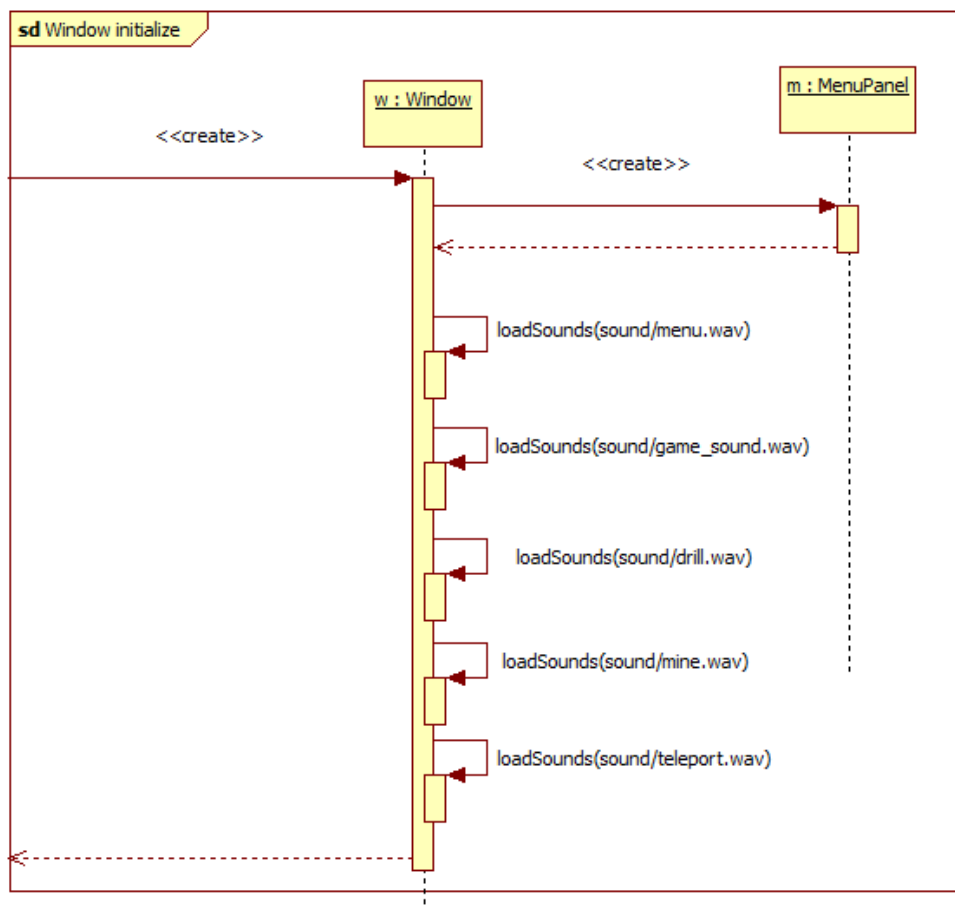 sd Window initialize
w : Window
m : MenuPanel
<<create>>
<<create>>
loadSounds(sound/menu.wav)
loadSounds(sound/game_sound.wav)
loadSounds(sound/drill.wav)
loadSounds(sound/mine.wav)
loadSounds(sound/teleport.wav)